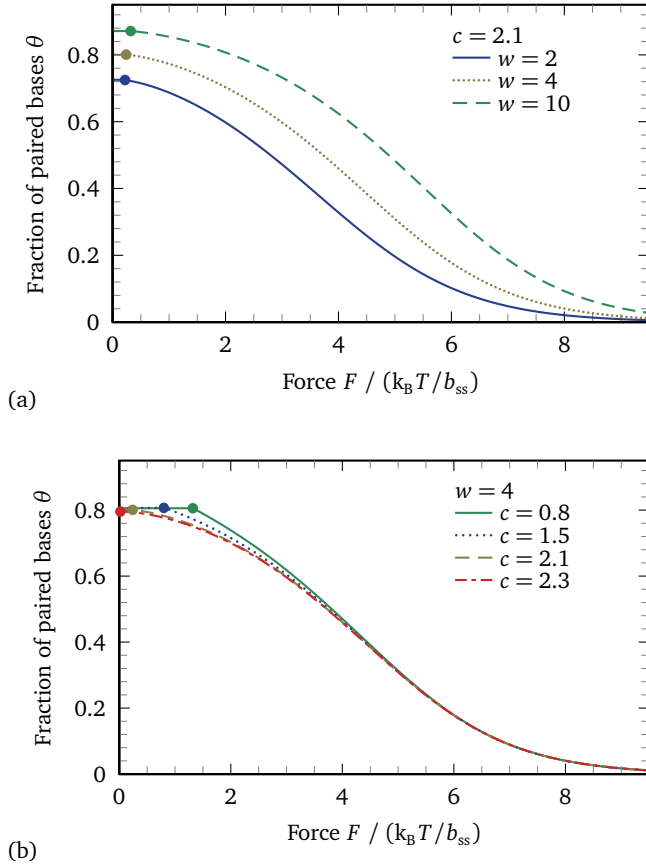 Fraction of paired bases θ
0.8
0.6
0.4
0.2
0
c = 2.1
w = 2
w = 4
w = 10
0 2 4 6 8
Force F / (k_B T/b_ss)
(a)
Fraction of paired bases θ
0.8
0.6
0.4
0.2
0
w = 4
c = 0.8
c = 1.5
c = 2.1
c = 2.3
0 2 4 6 8
Force F / (k_B T/b_ss)
(b)